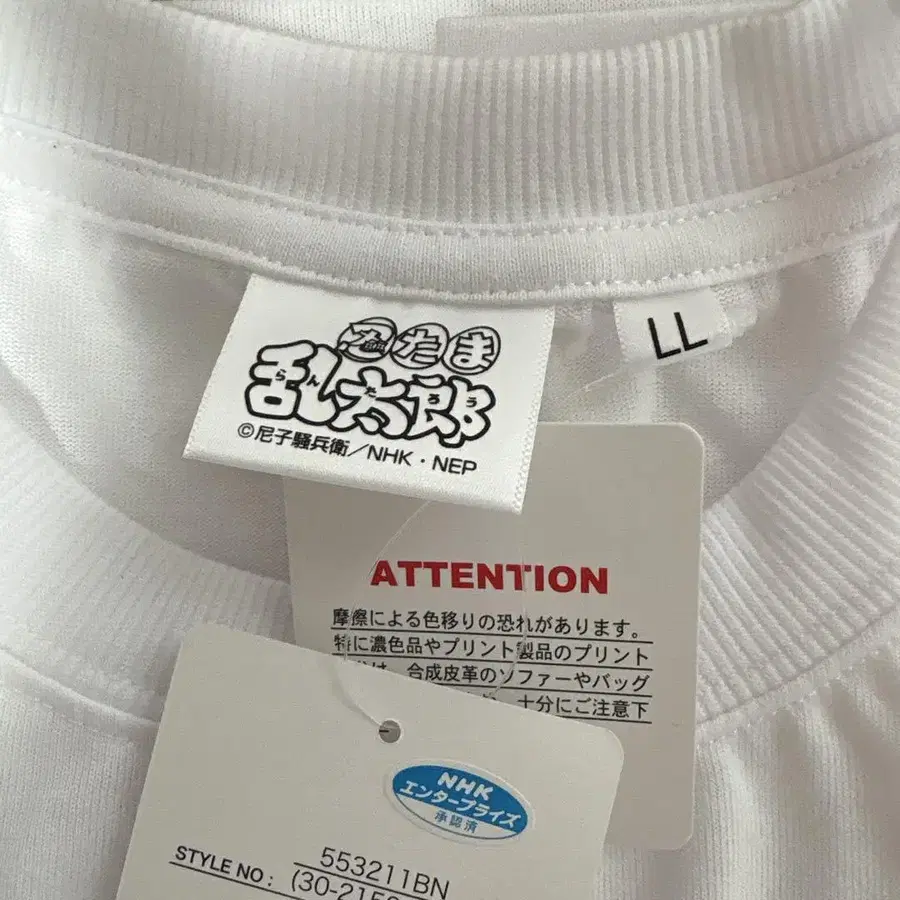 忍たま
乱太郎
らんたろう
©尼子騒兵衛/NHK・NEP
LL
ATTENTION
摩擦による色移りの恐れがあります。
特に濃色品やプリント製品のプリント
合成皮革のソファーやバッグ
十分にご注意下
NHK
エンタープライズ
承認済
553211BN
STYLE NO : (30-215